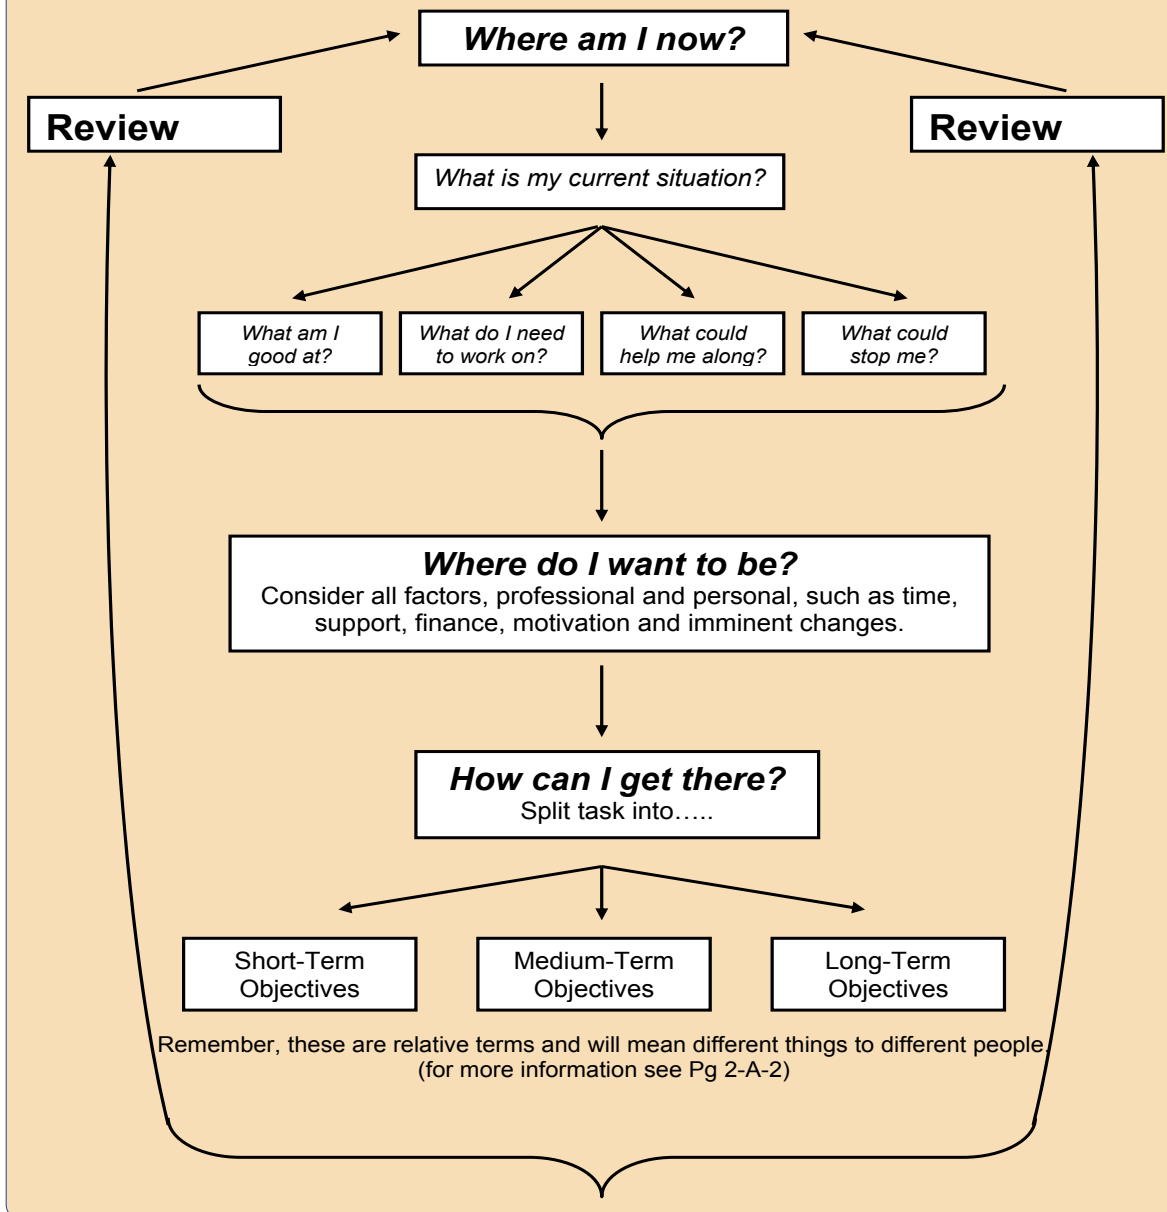 Where am I now?
Review
Review
What is my current situation?
What am I
good at?
What do I need
to work on?
What could
help me along?
What could
stop me?
Where do I want to be?
Consider all factors, professional and personal, such as time,
support, finance, motivation and imminent changes.
How can I get there?
Split task into…..
Short-Term
Objectives
Medium-Term
Objectives
Long-Term
Objectives
Remember, these are relative terms and will mean different things to different people.
(for more information see Pg 2-A-2)